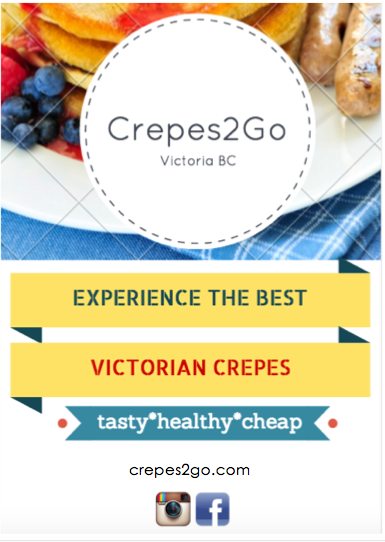 Crepes2Go
Victoria BC
EXPERIENCE THE BEST
VICTORIAN CREPES
tasty*healthy*cheap
crepes2go.com